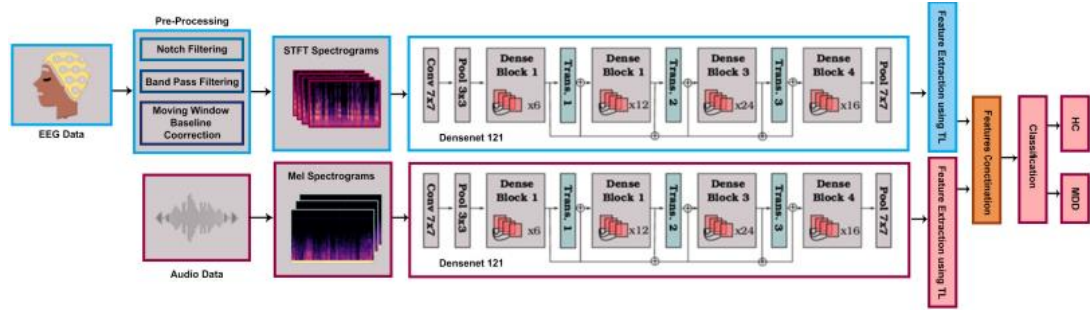 Pre-Processing
Notch Filtering
Band Pass Filtering
Moving Window
Baseline
Coorrection
EEG Data
STFT Spectrograms
Conv 7x7
Pool 3x3
Dense
Block 1
x6
Trans. 1
Dense
Block 1
x12
Trans. 2
Dense
Block 3
x24
Trans. 3
Dense
Block 4
x16
Pool 7x7
Densenet 121
Feature Extraction using TL
Audio Data
Mel Spectrograms
Conv 7x7
Pool 3x3
Dense
Block 1
x6
Trans. 1
Dense
Block 1
x12
Trans. 2
Dense
Block 3
x24
Trans. 3
Dense
Block 4
x16
Pool 7x7
Densenet 121
Feature Extraction using TL
Features Conctination
Classification
HC
MDD